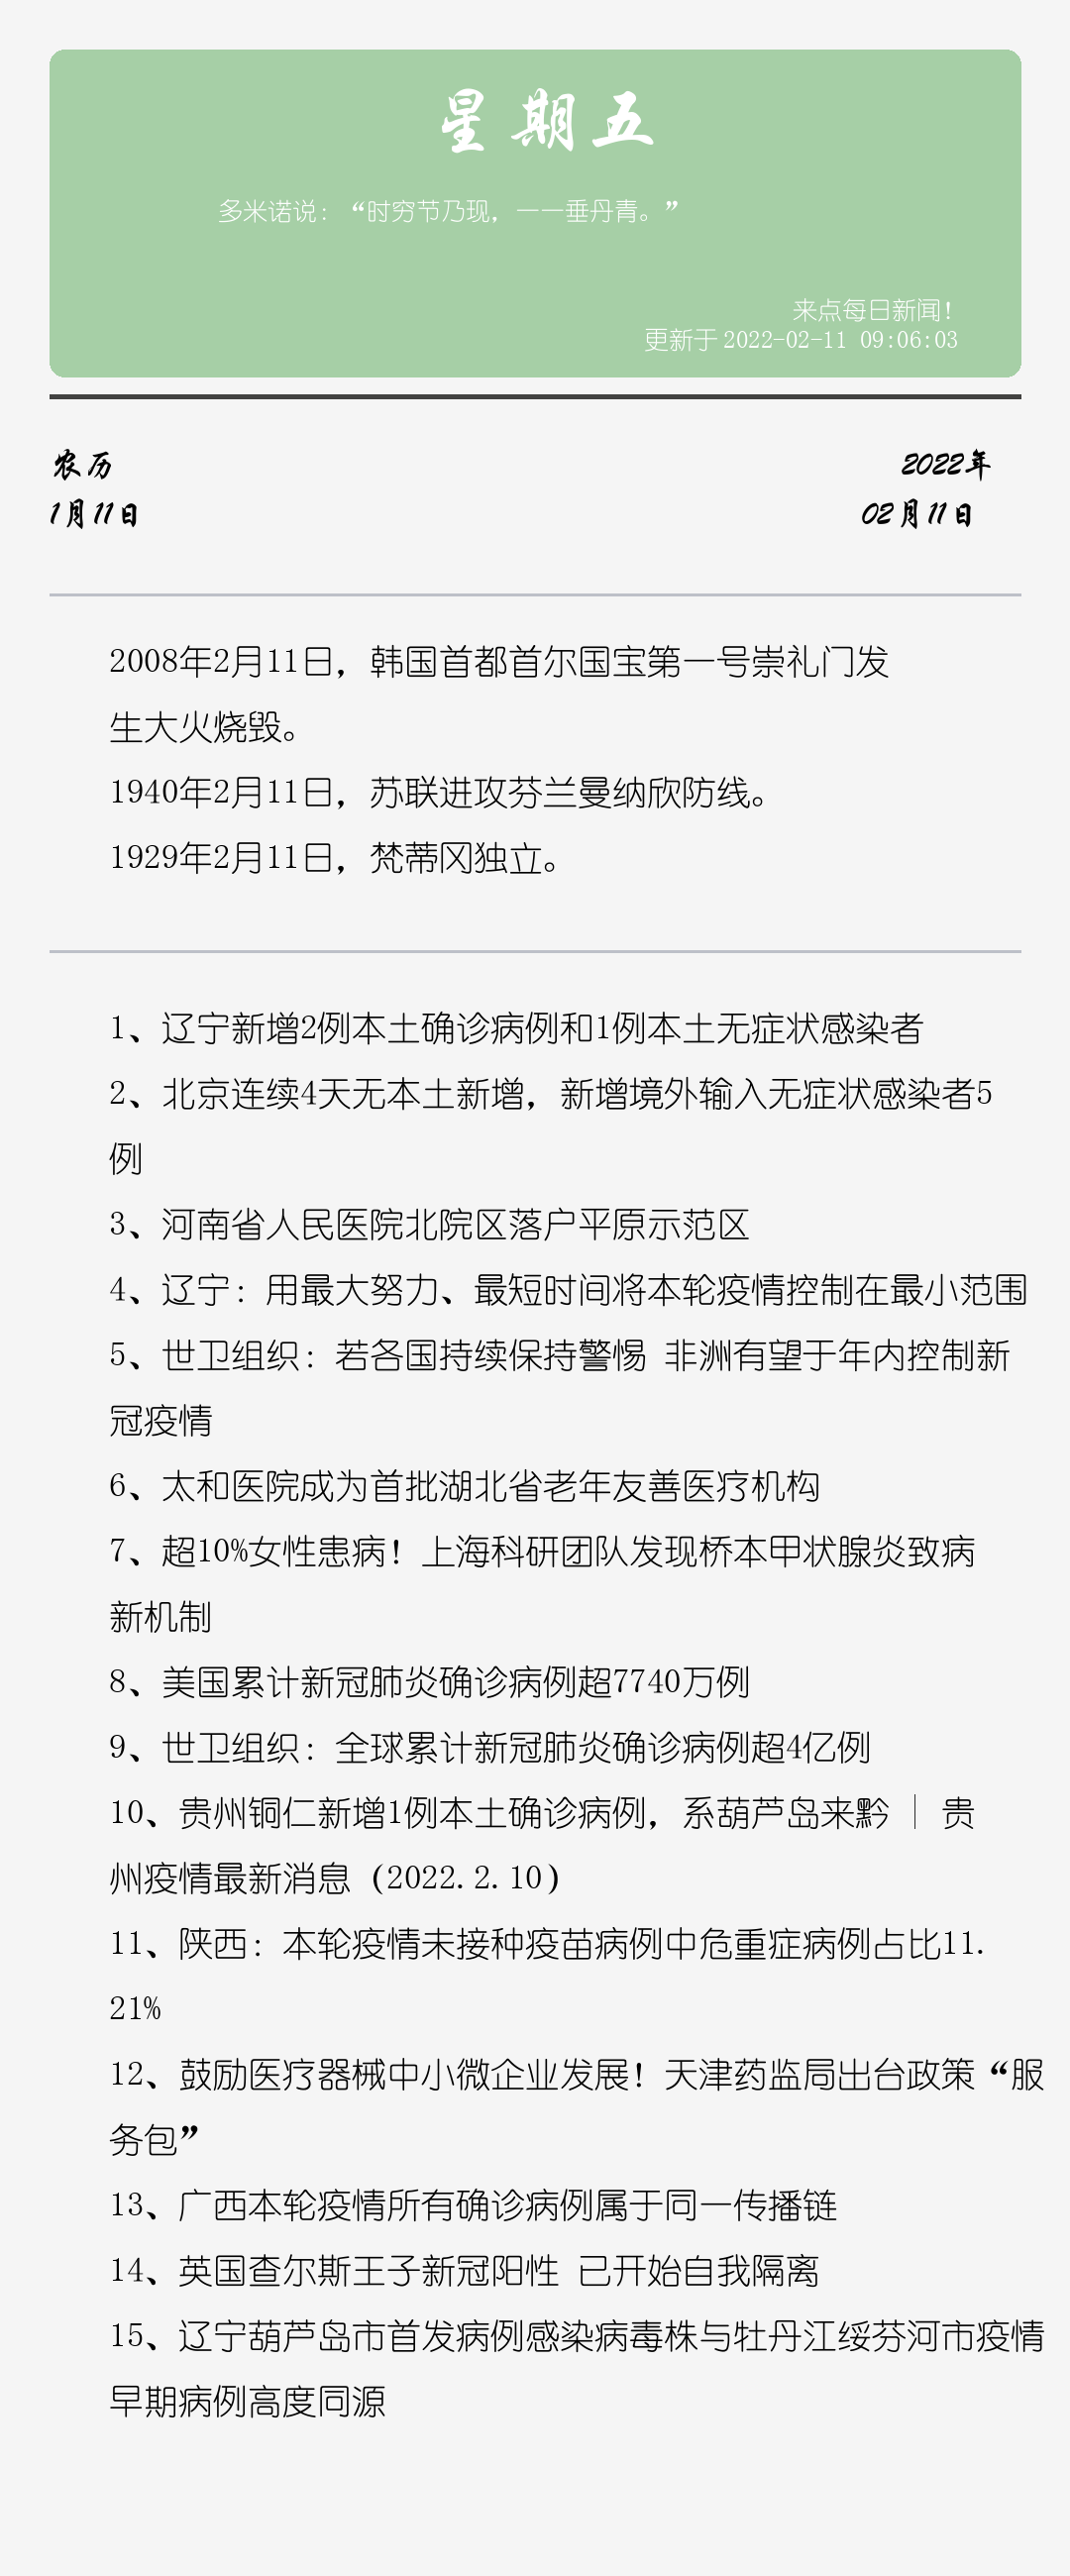 星期五
多米诺说：“时穷节乃现，一一垂丹青。”
来点每日新闻！
更新于 2022-02-11 09:06:03
农历
2022年
1月11日
02月11日
2008年2月11日，韩国首都首尔国宝第一号崇礼门发
生大火烧毁。
1940年2月11日，苏联进攻芬兰曼纳欣防线。
1929年2月11日，梵蒂冈独立。
1、辽宁新增2例本土确诊病例和1例本土无症状感染者
2、北京连续4天无本土新增，新增境外输入无症状感染者5
例
3、河南省人民医院北院区落户平原示范区
4、辽宁：用最大努力、最短时间将本轮疫情控制在最小范围
5、世卫组织：若各国持续保持警惕 非洲有望于年内控制新
冠疫情
6、太和医院成为首批湖北省老年友善医疗机构
7、超10%女性患病！上海科研团队发现桥本甲状腺炎致病
新机制
8、美国累计新冠肺炎确诊病例超7740万例
9、世卫组织：全球累计新冠肺炎确诊病例超4亿例
10、贵州铜仁新增1例本土确诊病例，系葫芦岛来黔 | 贵
州疫情最新消息（2022.2.10）
11、陕西：本轮疫情未接种疫苗病例中危重症病例占比11.
21%
12、鼓励医疗器械中小微企业发展！天津药监局出台政策“服
务包”
13、广西本轮疫情所有确诊病例属于同一传播链
14、英国查尔斯王子新冠阳性 已开始自我隔离
15、辽宁葫芦岛市首发病例感染病毒株与牡丹江绥芬河市疫情
早期病例高度同源